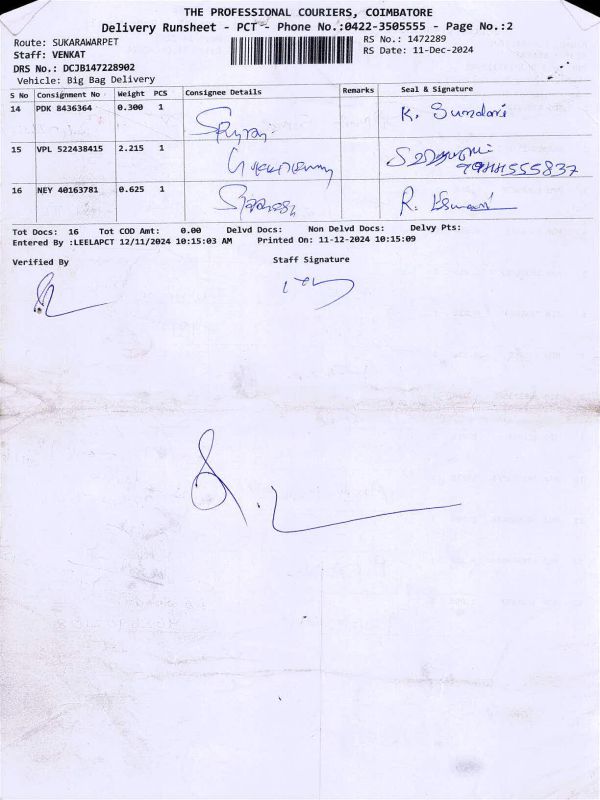 THE PROFESSIONAL COURIERS, COIMBATORE
Delivery Runsheet - PCT - Phone No.:0422-3505555 - Page No.:2
Route: SUKARAWARPET
RS No.: 1472289
Staff: VENKAT
RS Date: 11-Dec-2024
DRS No.: DCJB147228902
Vehicle: Big Bag Delivery
S No Consignment No Weight PCS Consignee Details Remarks Seal & Signature
14 PDK 8436364 0.300 1 K. Sundari
15 VPL 522438415 2.215 1
16 NEY 40163781 0.625 1 R. Eswari
Tot Docs: 16 Tot COD Amt: 0.00 Delvd Docs: Non Delvd Docs: Delvy Pts:
Entered By :LEELAPCT 12/11/2024 10:15:03 AM Printed On: 11-12-2024 10:15:09
Verified By Staff Signature